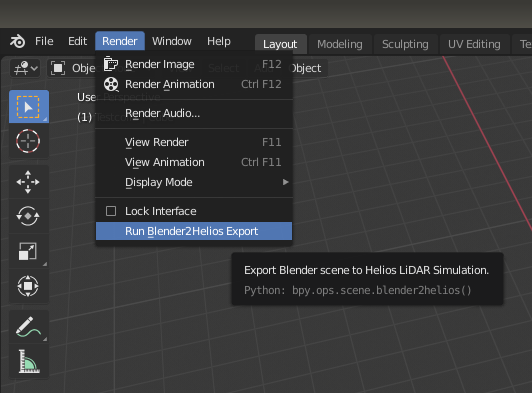 File Edit Render Window Help Layout Modeling Sculpting UV Editing
Obje Object
Render Image F12
Render Animation Ctrl F12
Render Audio...
View Render F11
View Animation Ctrl F11
Display Mode
Lock Interface
Run Blender2Helios Export
Use
(1)
Export Blender scene to Helios LiDAR Simulation.
Python: bpy.ops.scene.blender2helios()